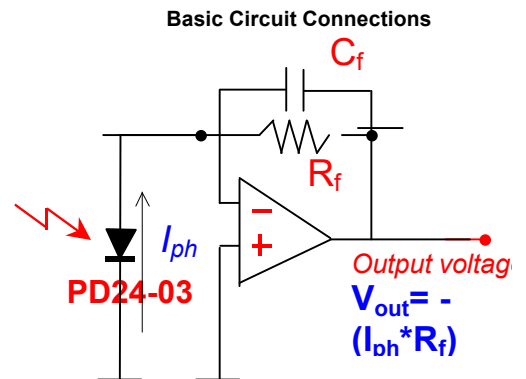 Basic Circuit Connections
Cf
Rf
−
+
Iph
PD24-03
Output voltage
Vout= -
(Iph*Rf)